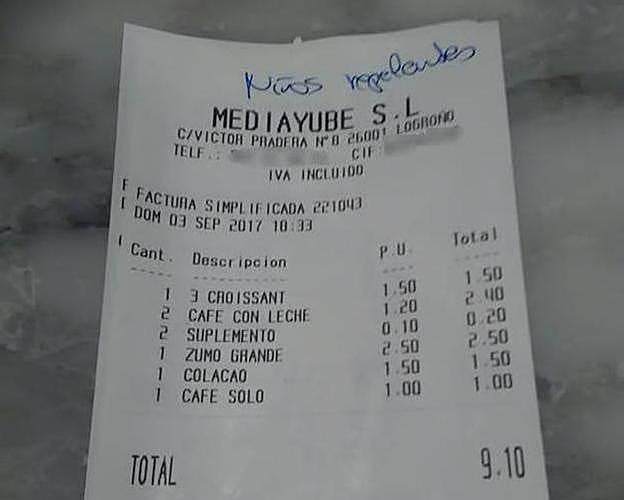 Niños repelentes
MEDIAYUBE S.L
C/VICTOR PRADERA Nº 0 26001 LOGROÑO
TELF.: CIF:
IVA INCLUIDO
F FACTURA SIMPLIFICADA 221043
[ DOM 03 SEP 2017 10:33
Cant. Descripcion P.U. Total
1 3 CROISSANT 1.50 1.50
2 CAFE CON LECHE 1.20 2.40
2 SUPLEMENTO 0.10 0.20
1 ZUMO GRANDE 2.50 2.50
1 COLACAO 1.50 1.50
1 CAFE SOLO 1.00 1.00
TOTAL 9.10